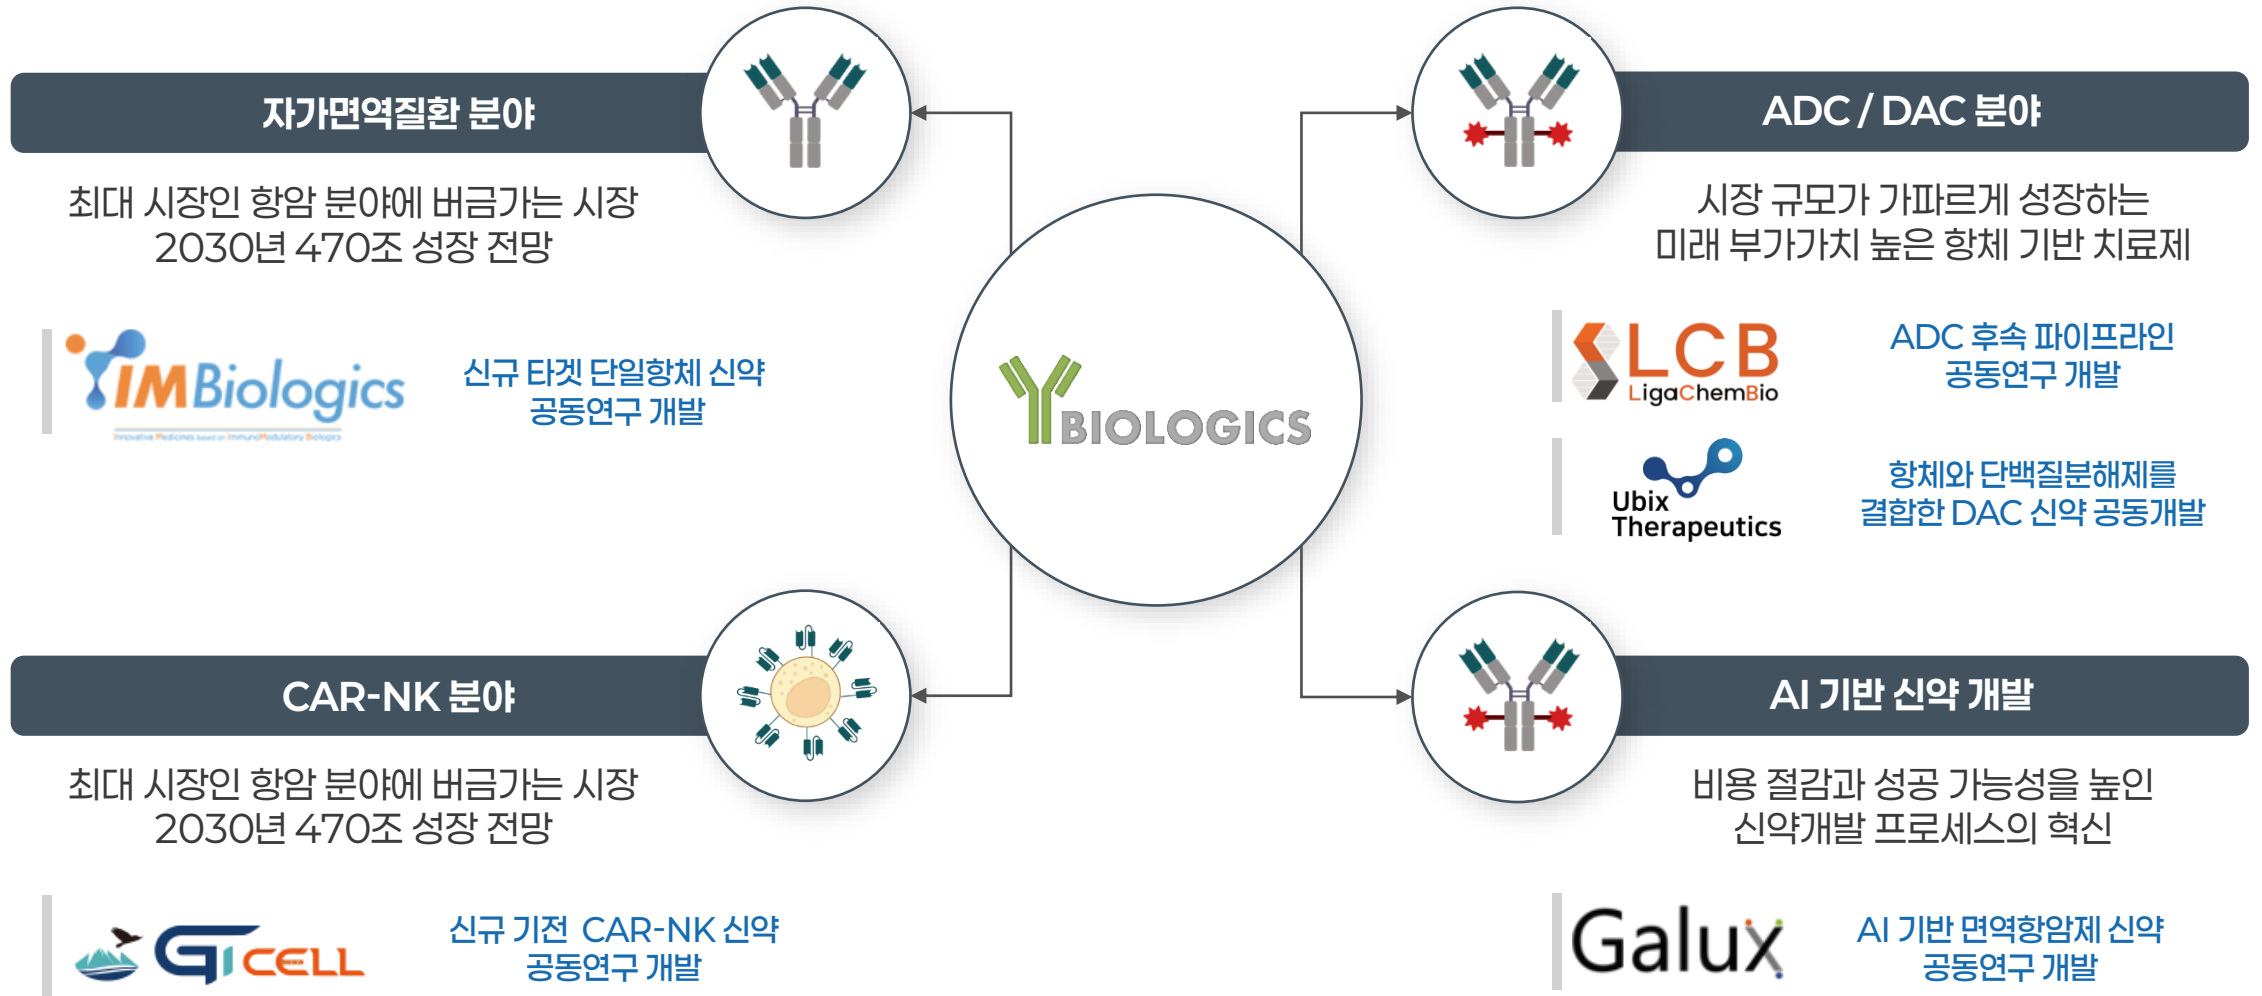 자가면역질환 분야
최대 시장인 항암 분야에 버금가는 시장
2030년 470조 성장 전망
IMBiologics
Innovative Medicines based on ImmunoModulatory Biologics
신규 타겟 단일항체 신약
공동연구 개발
ADC / DAC 분야
시장 규모가 가파르게 성장하는
미래 부가가치 높은 항체 기반 치료제
LCB
LigaChemBio
ADC 후속 파이프라인
공동연구 개발
Ubix
Therapeutics
항체와 단백질분해제를
결합한 DAC 신약 공동개발
Y BIOLOGICS
CAR-NK 분야
최대 시장인 항암 분야에 버금가는 시장
2030년 470조 성장 전망
GI CELL
신규 기전 CAR-NK 신약
공동연구 개발
AI 기반 신약 개발
비용 절감과 성공 가능성을 높인
신약개발 프로세스의 혁신
Galux
AI 기반 면역항암제 신약
공동연구 개발